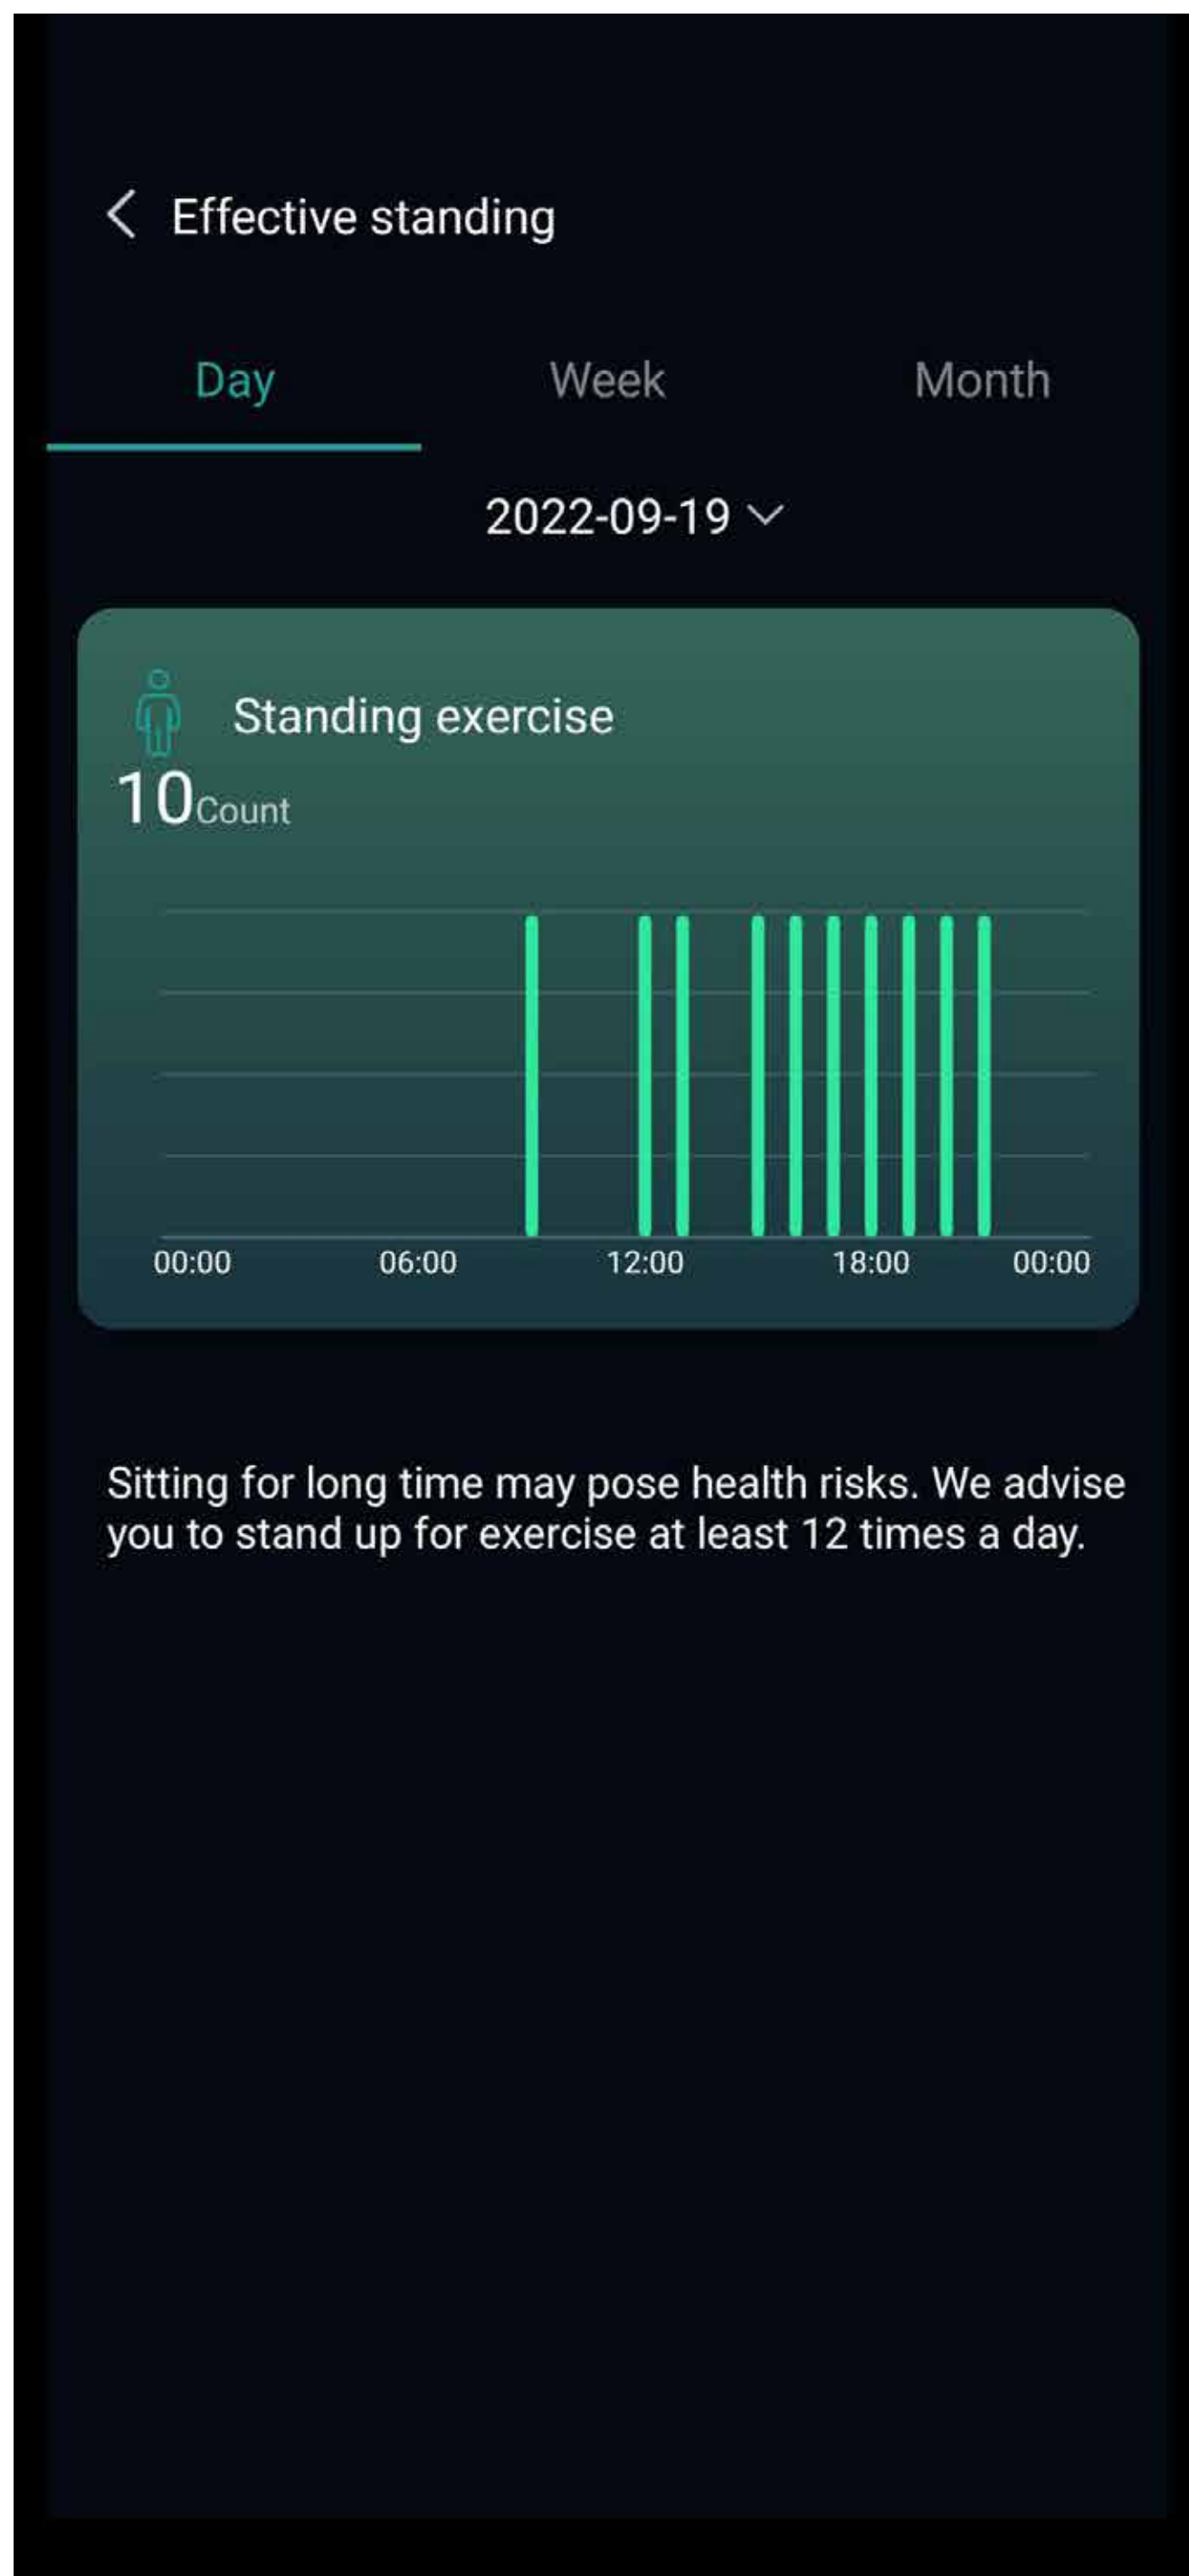 Effective standing
Day Week Month
2022-09-19
Standing exercise
10Count
00:00 06:00 12:00 18:00 00:00
Sitting for long time may pose health risks. We advise
you to stand up for exercise at least 12 times a day.